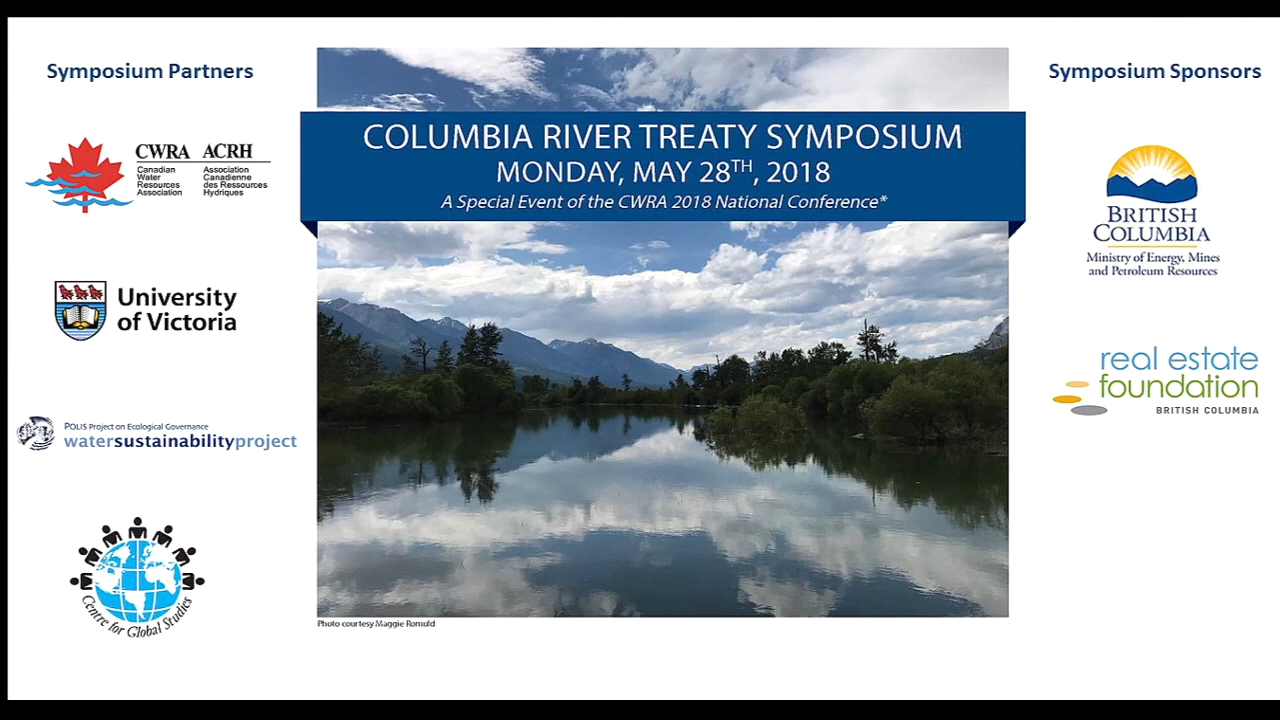 Symposium Partners
CWRA ACRH
Canadian
Water
Resources
Association
Association
Canadienne
des Ressources
Hydriques
University
of Victoria
POLIS Project on Ecological Governance
watersustainabilityproject
Centre for Global Studies
COLUMBIA RIVER TREATY SYMPOSIUM
MONDAY, MAY 28TH, 2018
A Special Event of the CWRA 2018 National Conference*
Photo courtesy Maggie Romuld
Symposium Sponsors
BRITISH
COLUMBIA
Ministry of Energy, Mines
and Petroleum Resources
real estate
foundation
BRITISH COLUMBIA